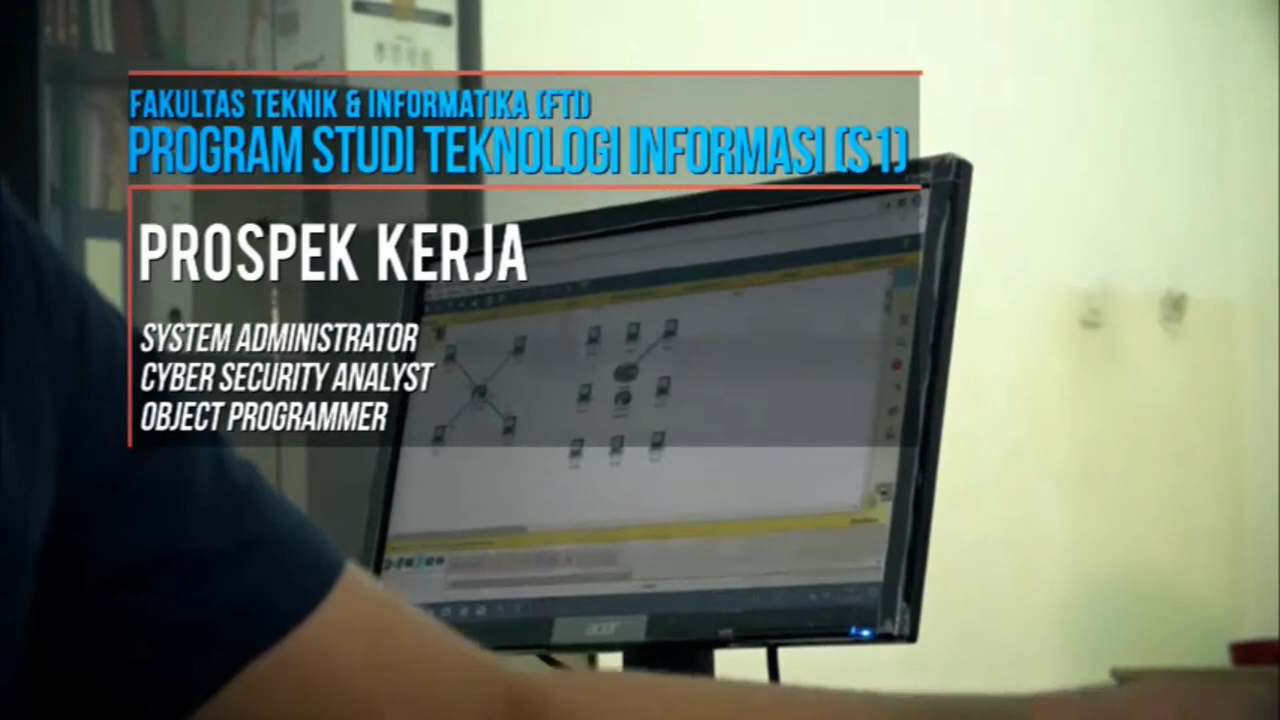 FAKULTAS TEKNIK & INFORMATIKA (FTI)
PROGRAM STUDI TEKNOLOGI INFORMASI (S1)
PROSPEK KERJA
SYSTEM ADMINISTRATOR
CYBER SECURITY ANALYST
OBJECT PROGRAMMER
acer